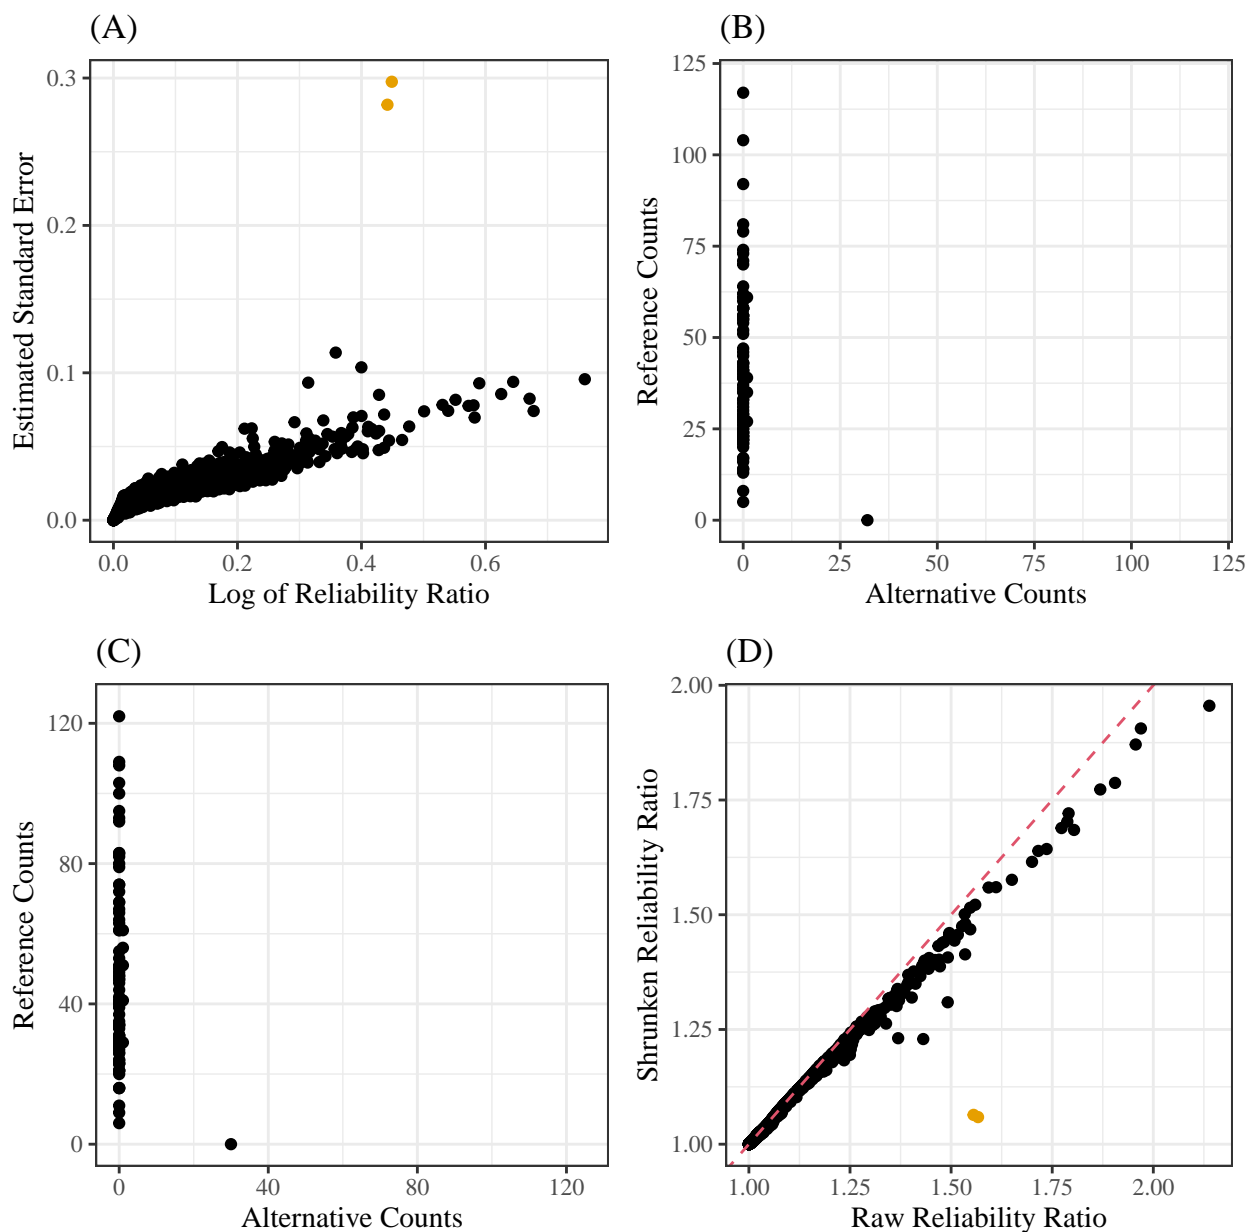 (A)
0.3
0.2
0.1
0.0
Estimated Standard Error
0.0 0.2 0.4 0.6
Log of Reliability Ratio
(B)
125
100
75
50
25
0
Reference Counts
0 25 50 75 100 125
Alternative Counts
(C)
120
80
40
0
Reference Counts
0 40 80 120
Alternative Counts
(D)
2.00
1.75
1.50
1.25
1.00
Shrunken Reliability Ratio
1.00 1.25 1.50 1.75 2.00
Raw Reliability Ratio